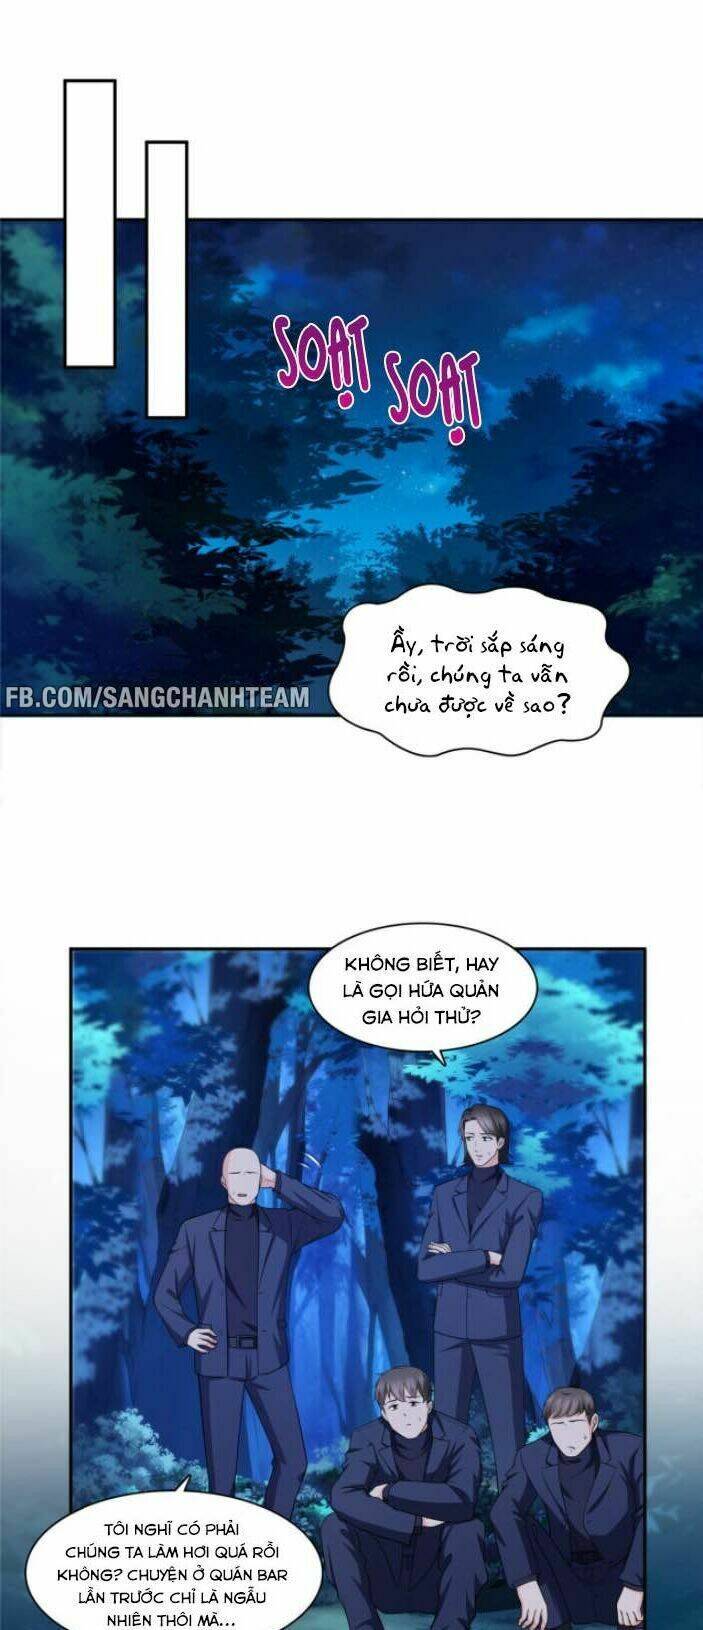 SOẠT
SOẠT
Ầy, trời sắp sáng
rồi, chúng ta vẫn
chưa được về sao?
FB.COM/SANGCHANHTEAM
KHÔNG BIẾT, HAY
LÀ GỌI HỨA QUẢN
GIA HỎI THỬ?
TÔI NGHĨ CÓ PHẢI
CHÚNG TA LÀM HƠI QUÁ RỒI
KHÔNG? CHUYỆN Ở QUÁN BAR
LẦN TRƯỚC CHỈ LÀ NGẪU
NHIÊN THÔI MÀ...